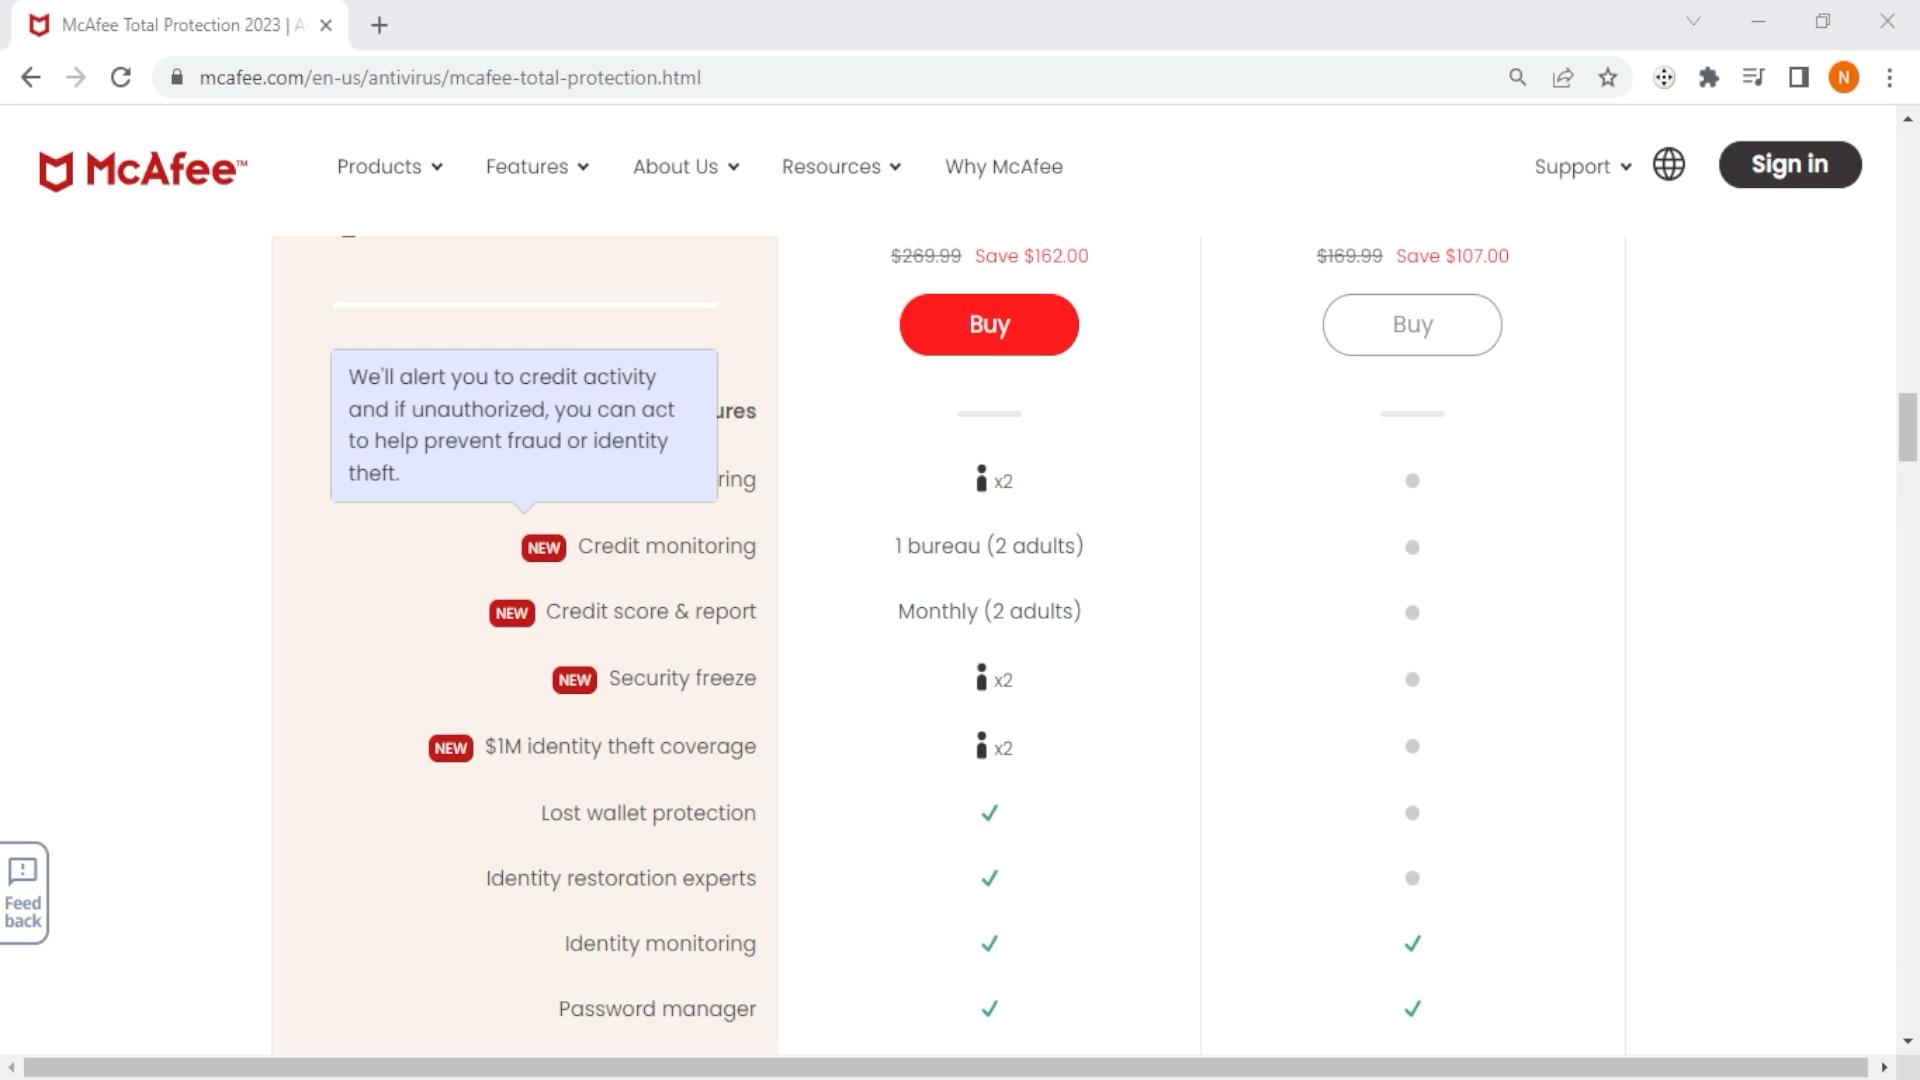 McAfee Total Protection 2023 | A
mcafee.com/en-us/antivirus/mcafee-total-protection.html
N
McAfee™
Products
Features
About Us
Resources
Why McAfee
Support
Sign in
$269.99 Save $162.00
$169.99 Save $107.00
Buy
Buy
We'll alert you to credit activity
and if unauthorized, you can act
to help prevent fraud or identity
theft.
ures
ring
x2
NEW Credit monitoring
1 bureau (2 adults)
NEW Credit score & report
Monthly (2 adults)
NEW Security freeze
x2
NEW $1M identity theft coverage
x2
Lost wallet protection
Identity restoration experts
Identity monitoring
Password manager
Feed
back